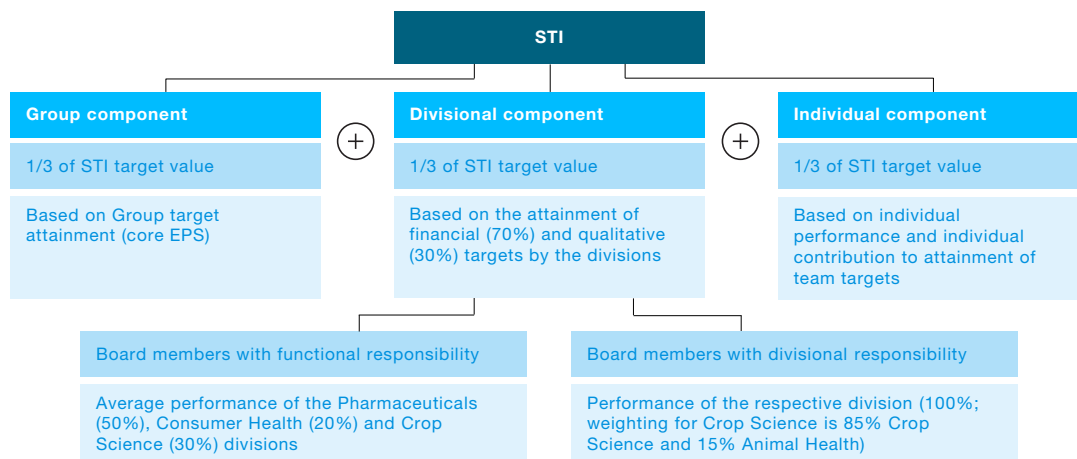 STI
Group component
1/3 of STI target value
Based on Group target
attainment (core EPS)
+
Divisional component
1/3 of STI target value
Based on the attainment of
financial (70%) and qualitative
(30%) targets by the divisions
+
Individual component
1/3 of STI target value
Based on individual
performance and individual
contribution to attainment of
team targets
Board members with functional responsibility
Average performance of the Pharmaceuticals
(50%), Consumer Health (20%) and Crop
Science (30%) divisions
Board members with divisional responsibility
Performance of the respective division (100%;
weighting for Crop Science is 85% Crop
Science and 15% Animal Health)